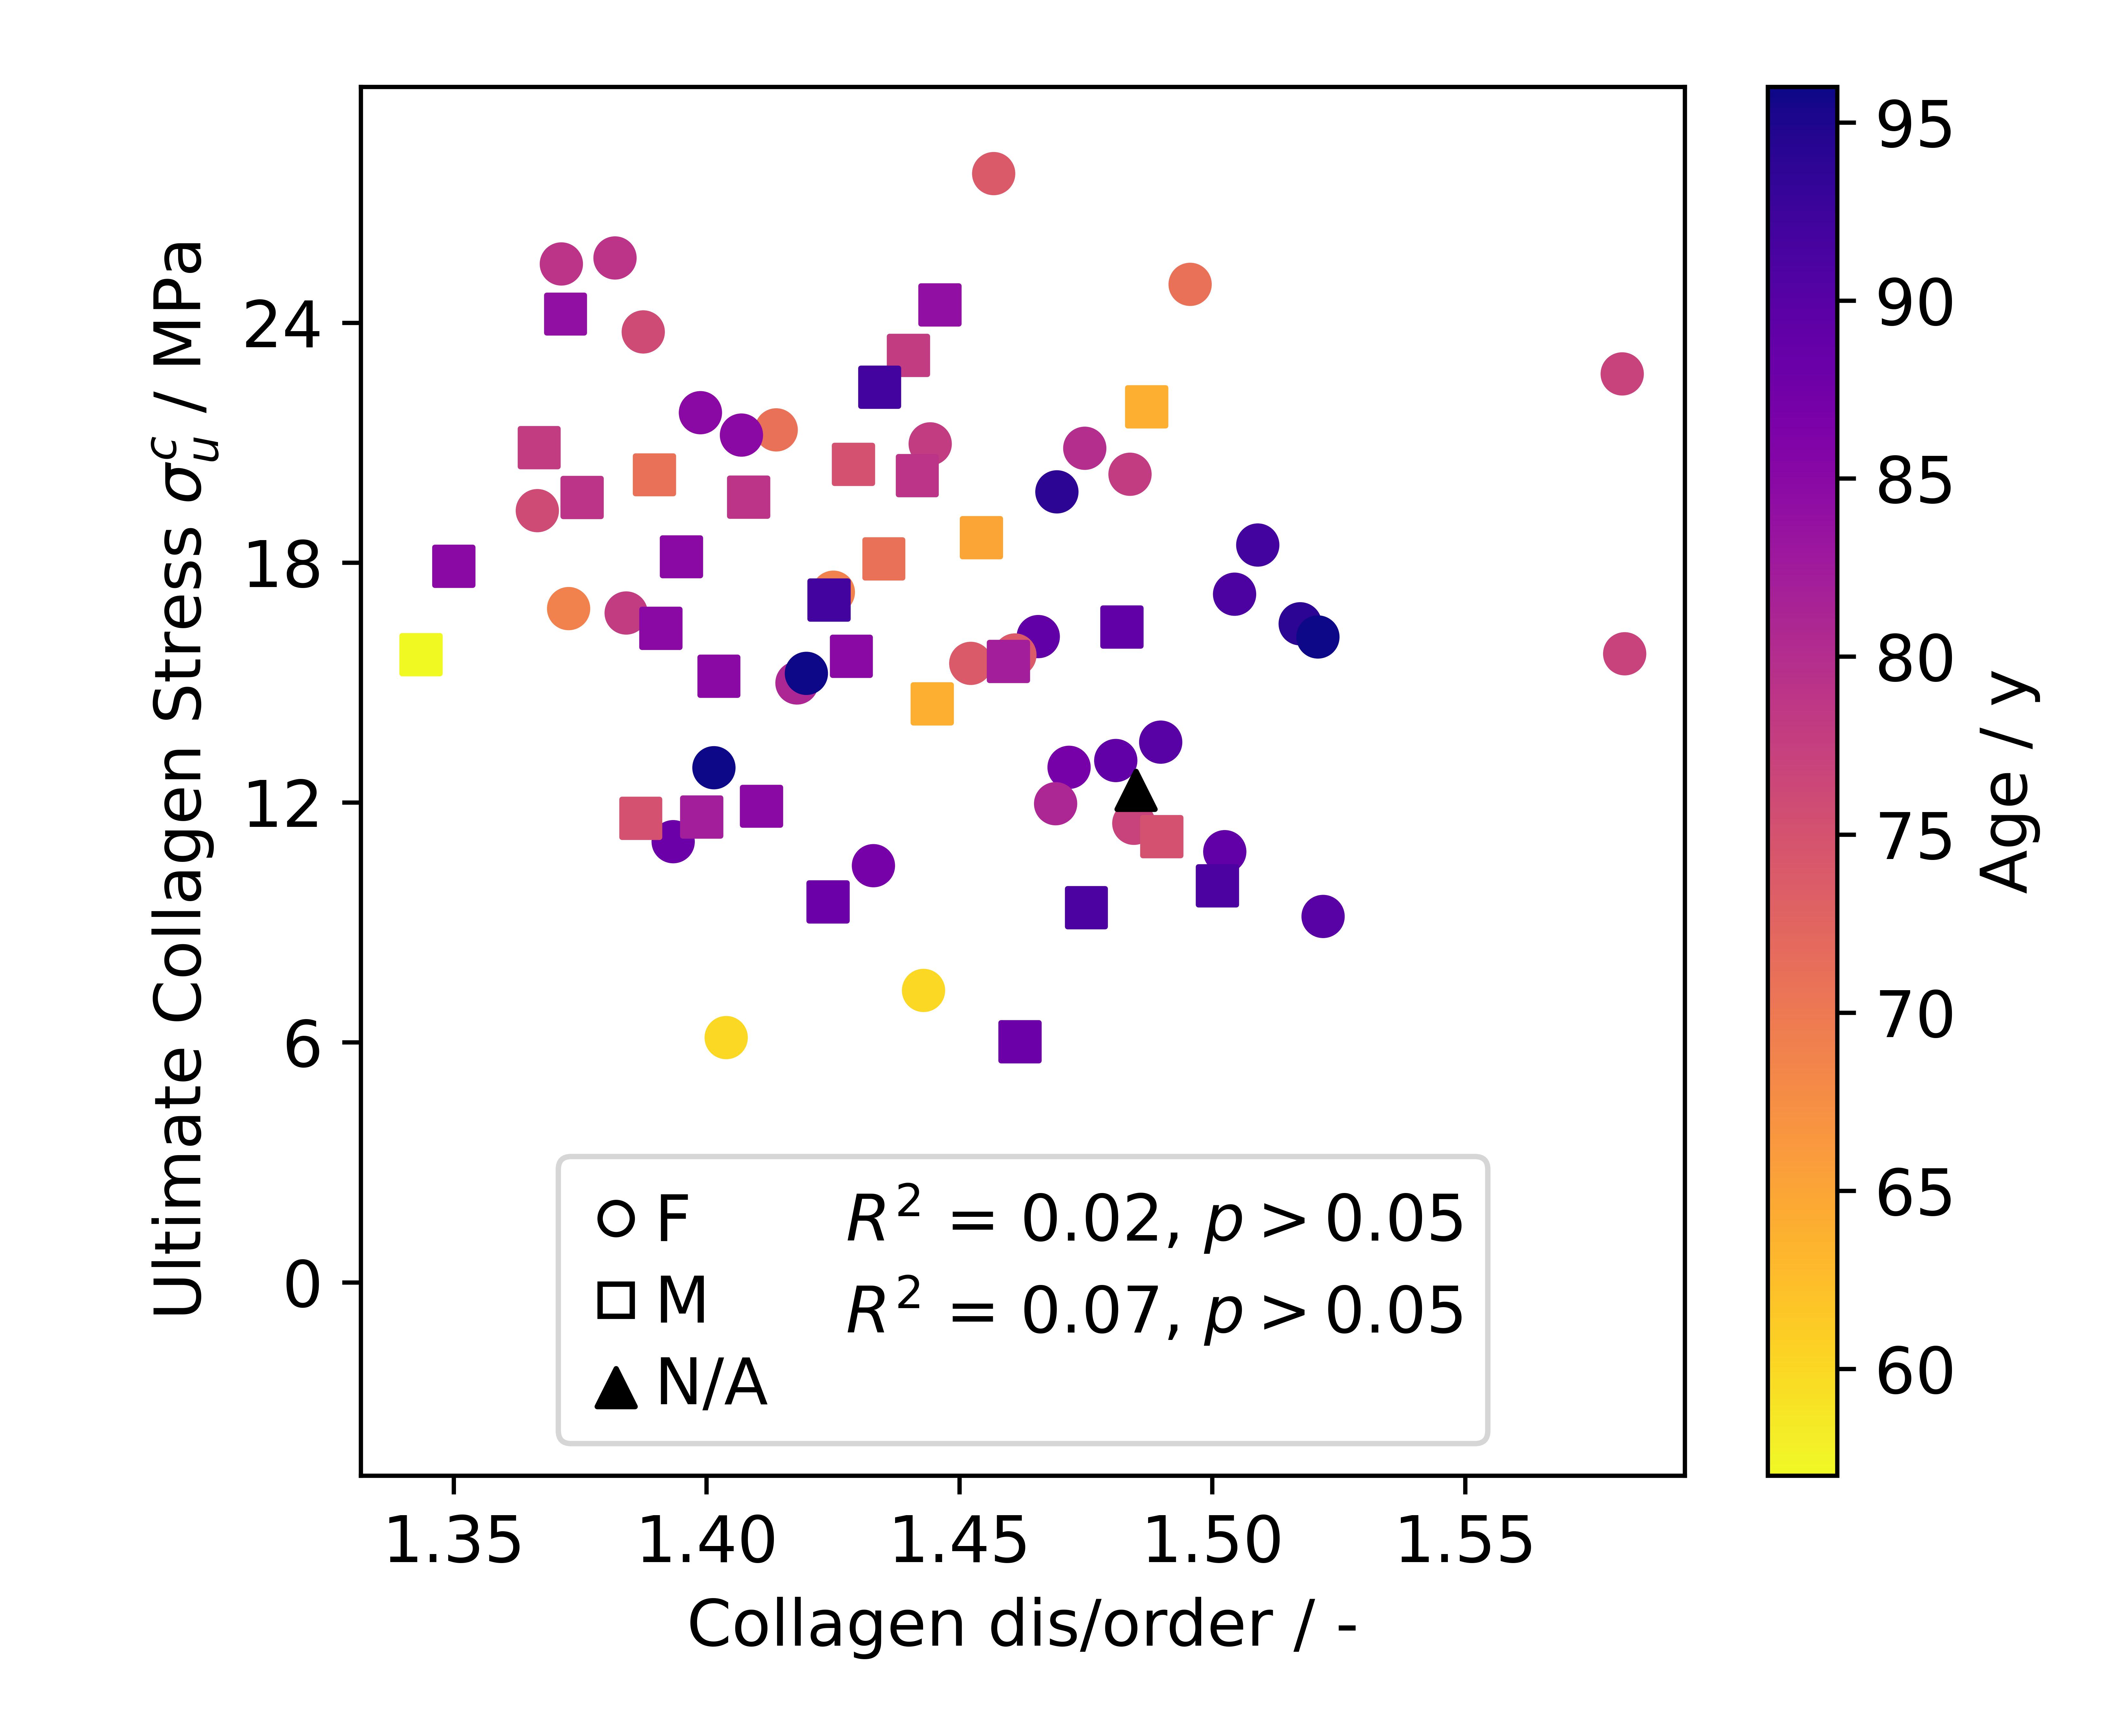 Ultimate Collagen Stress σᵤᶜ / MPa
24
18
12
6
0
F R² = 0.02, p > 0.05
M R² = 0.07, p > 0.05
N/A
1.35 1.40 1.45 1.50 1.55
Collagen dis/order / -
95
90
85
80
75
70
65
60
Age / y